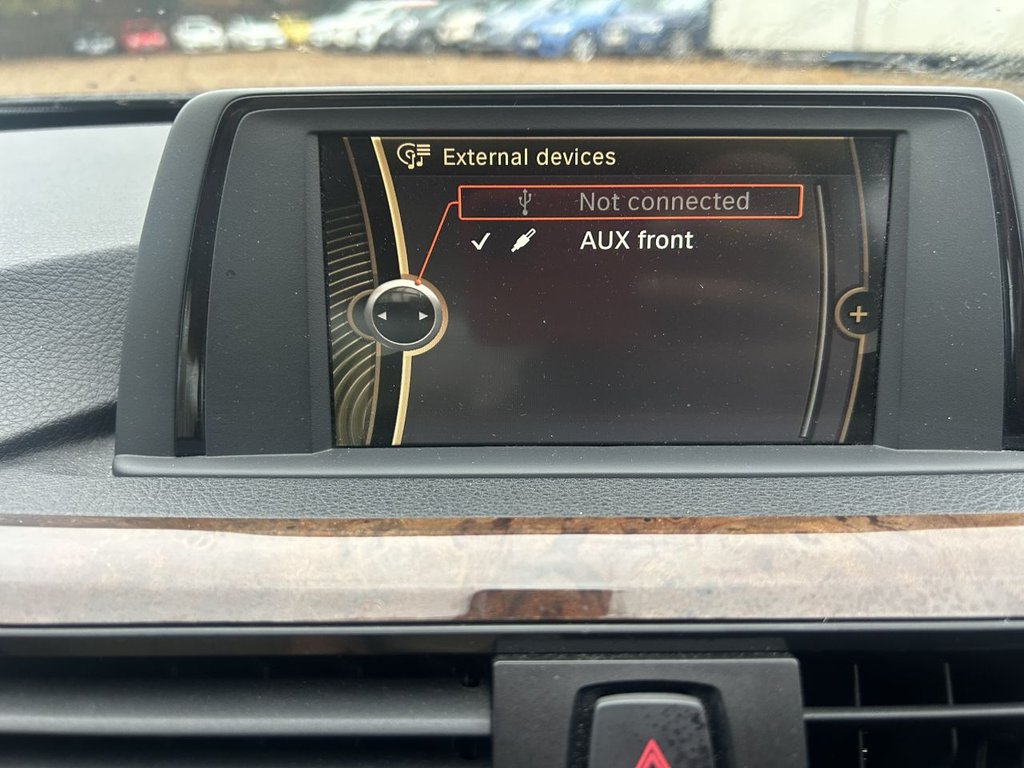 External devices
Not connected
AUX front